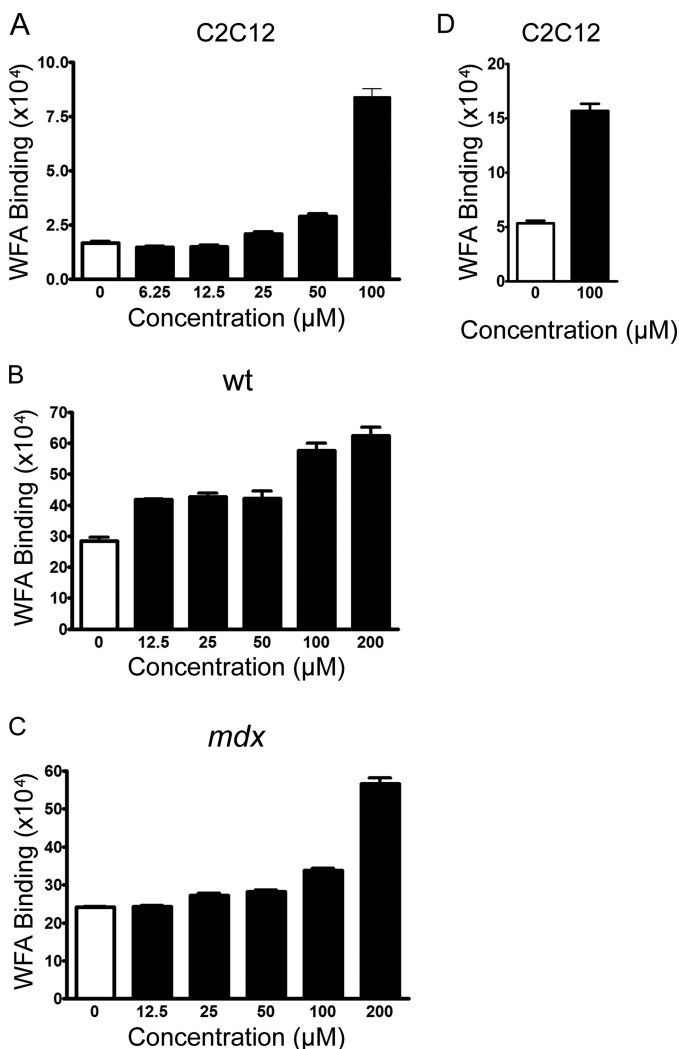 A
C2C12
WFA Binding (x10⁴)
10.0
7.5
5.0
2.5
0.0
0 6.25 12.5 25 50 100
Concentration (µM)
D
C2C12
WFA Binding (x10⁴)
20
15
10
5
0
0 100
Concentration (µM)
B
wt
WFA Binding (x10⁴)
70
60
50
40
30
20
10
0
0 12.5 25 50 100 200
Concentration (µM)
C
mdx
WFA Binding (x10⁴)
60
50
40
30
20
10
0
0 12.5 25 50 100 200
Concentration (µM)